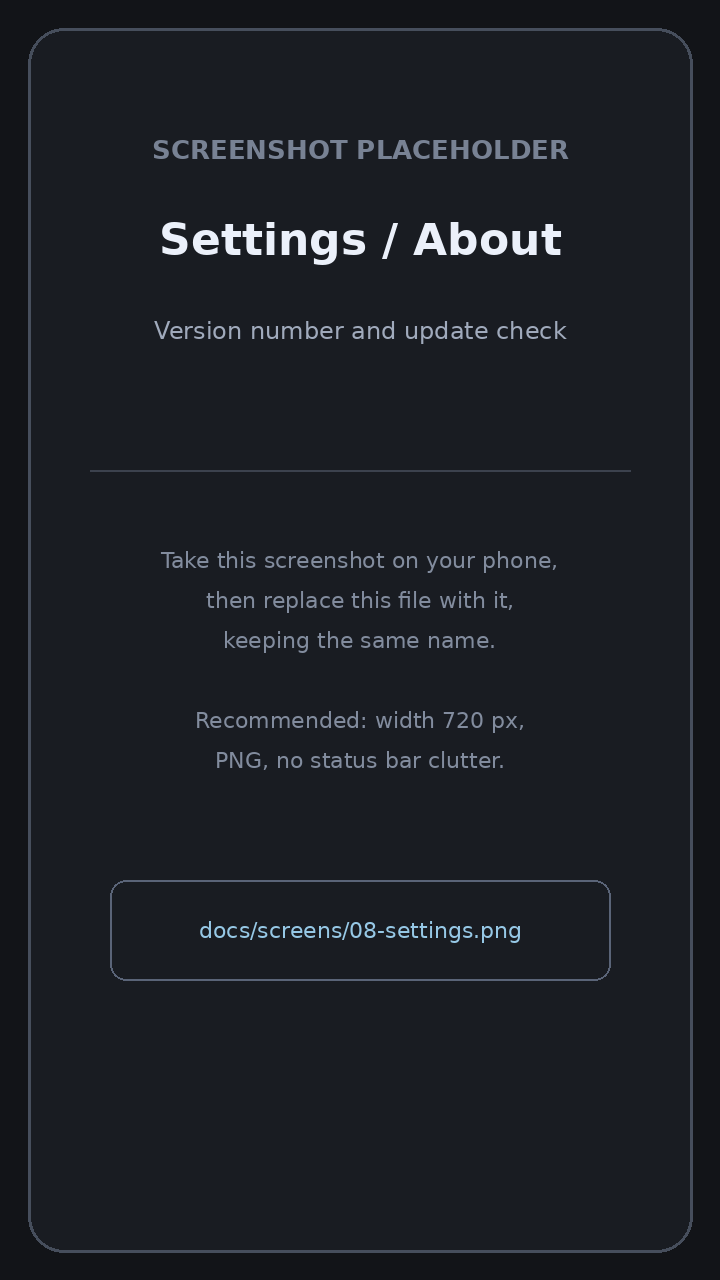 SCREENSHOT PLACEHOLDER
Settings / About
Version number and update check
Take this screenshot on your phone,
then replace this file with it,
keeping the same name.
Recommended: width 720 px,
PNG, no status bar clutter.
docs/screens/08-settings.png